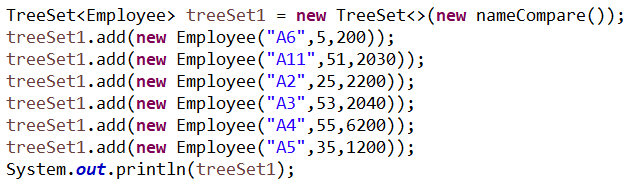 TreeSet<Employee> treeSet1 = new TreeSet<>(new nameCompare());
treeSet1.add(new Employee("A6",5,200));
treeSet1.add(new Employee("A11",51,2030));
treeSet1.add(new Employee("A2",25,2200));
treeSet1.add(new Employee("A3",53,2040));
treeSet1.add(new Employee("A4",55,6200));
treeSet1.add(new Employee("A5",35,1200));
System.out.println(treeSet1);